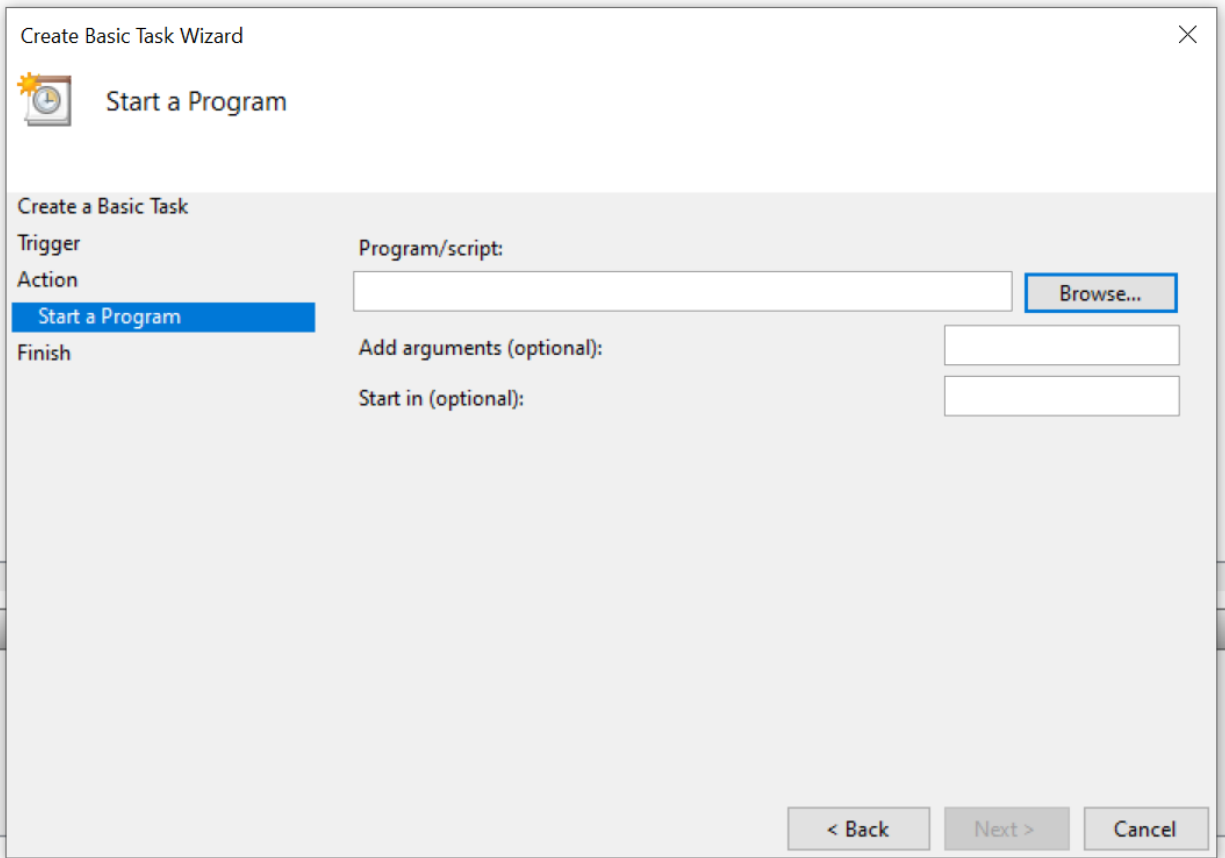 Create Basic Task Wizard
Start a Program
Create a Basic Task
Trigger
Action
Start a Program
Finish
Program/script:
Browse...
Add arguments (optional):
Start in (optional):
< Back
Next >
Cancel